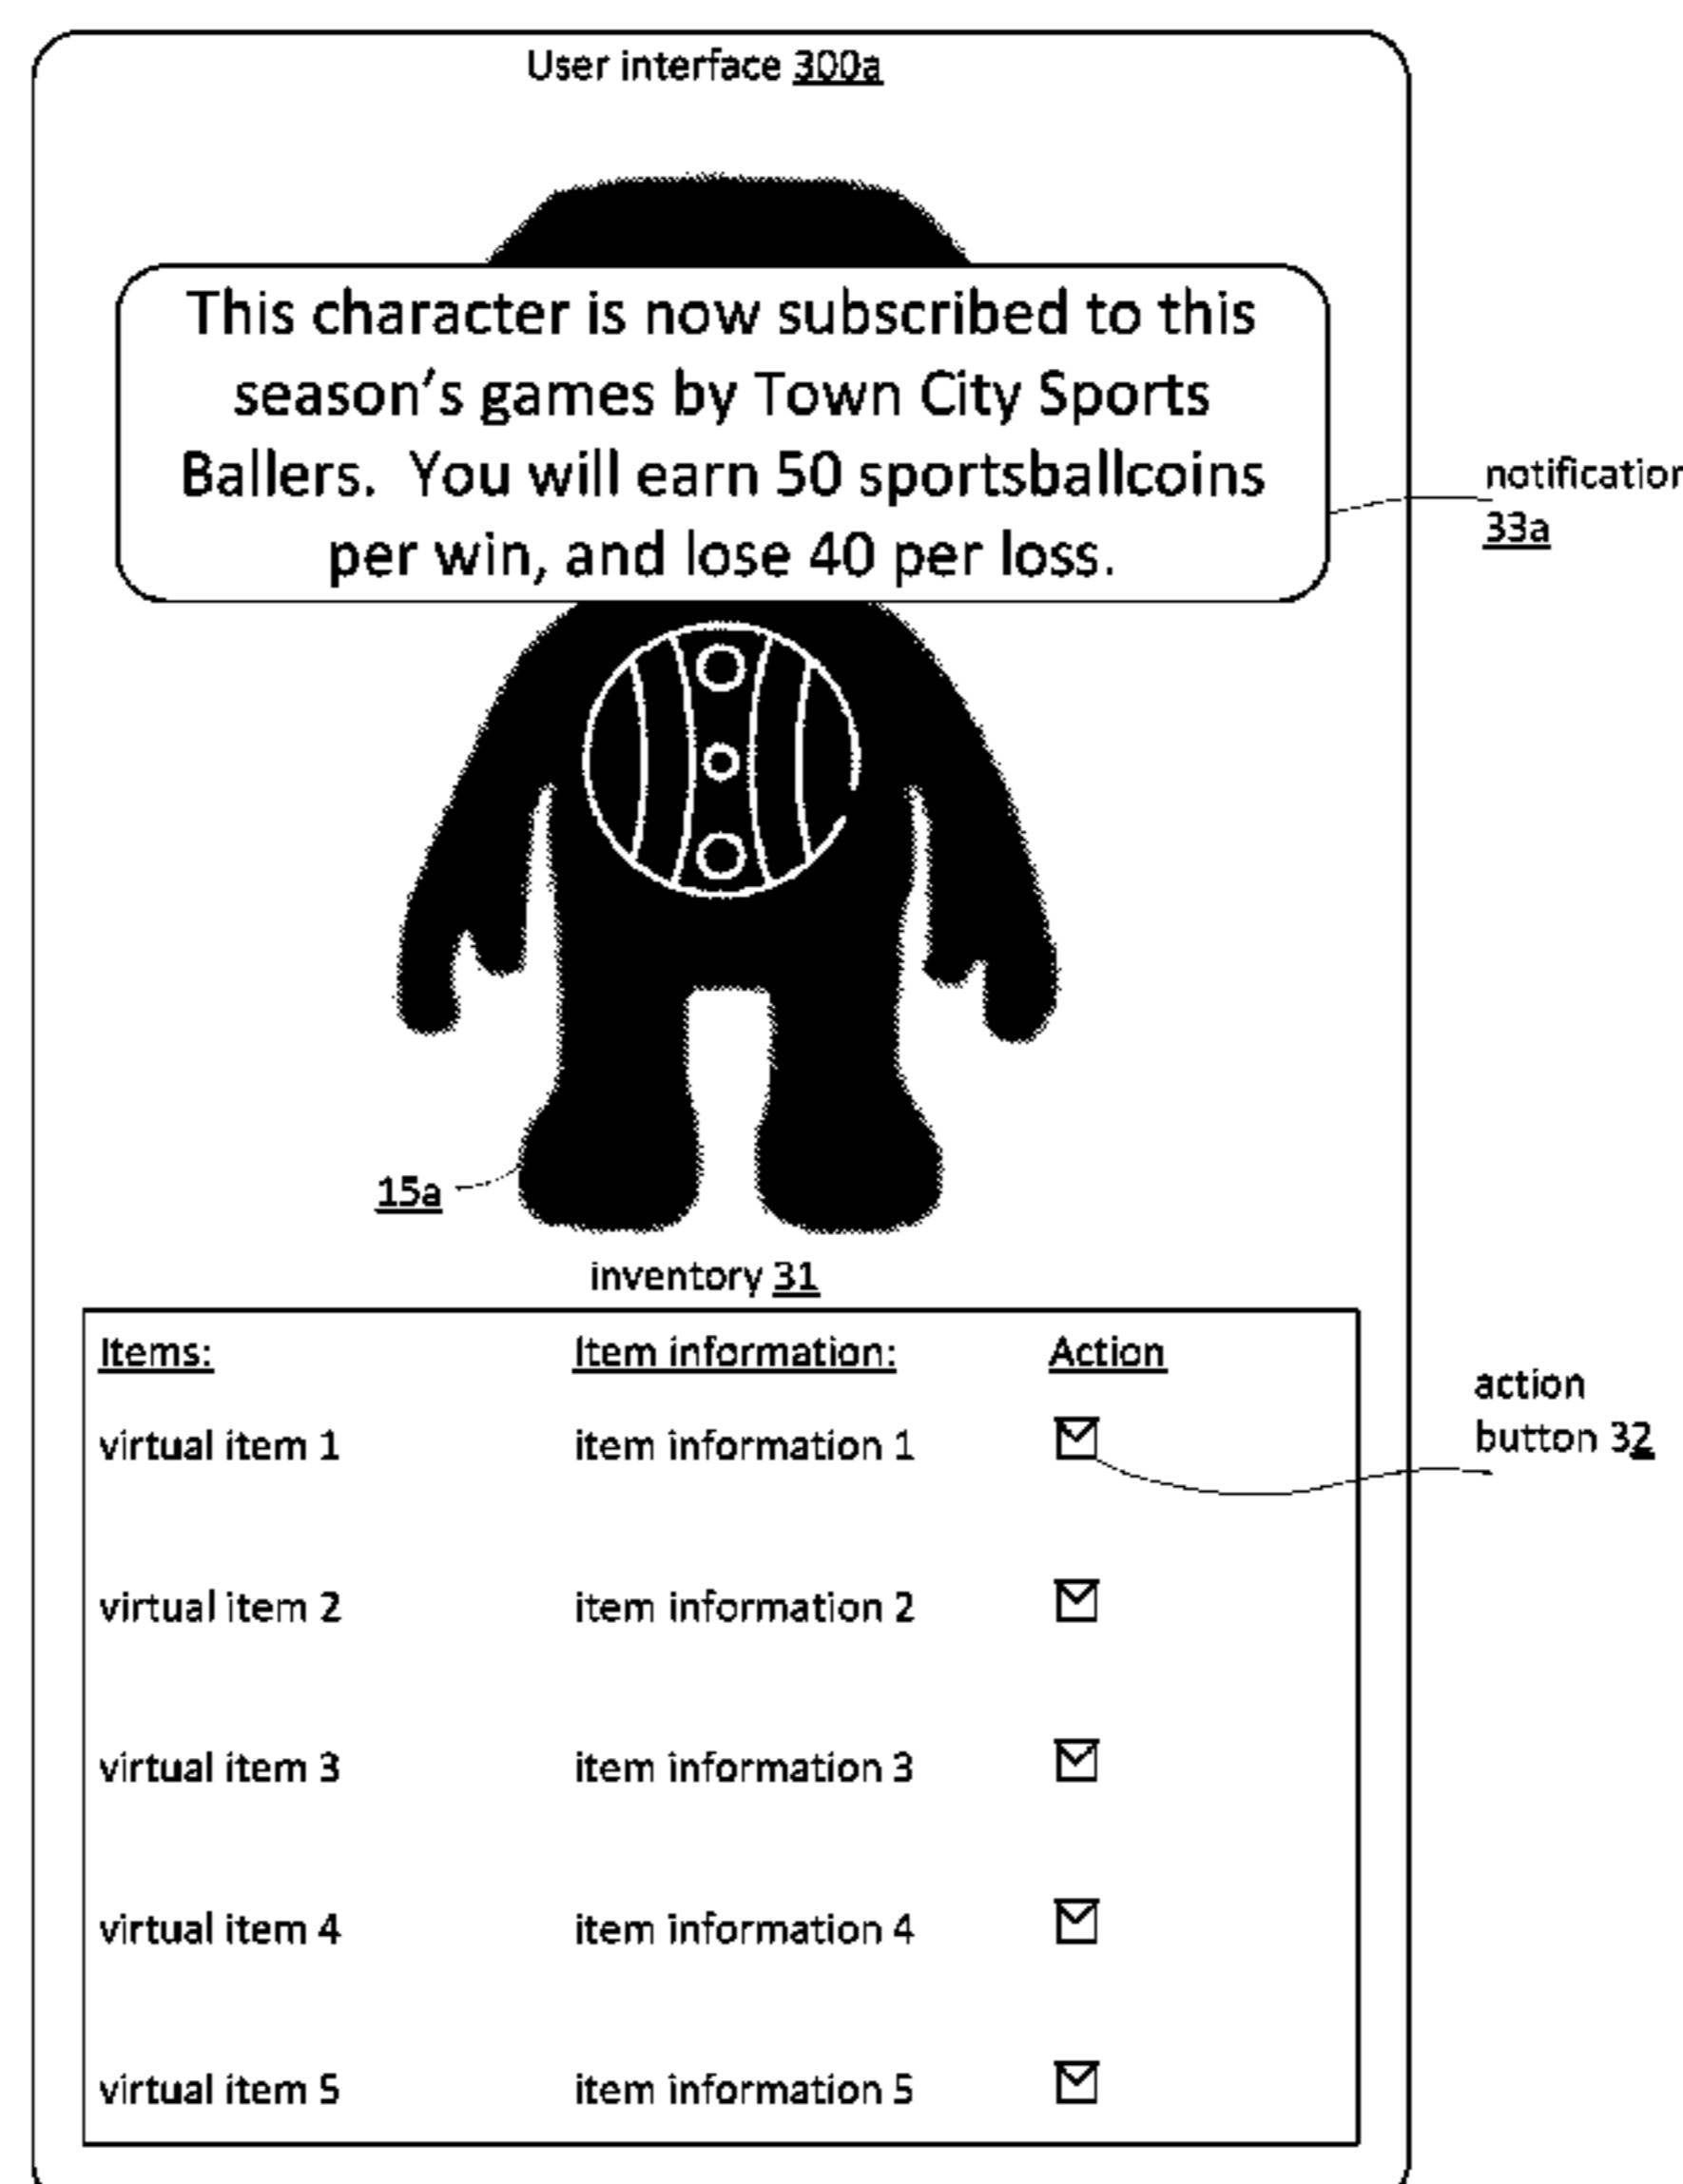 User interface 300a
This character is now subscribed to this
season's games by Town City Sports
Ballers. You will earn 50 sportsballcoins
per win, and lose 40 per loss.
notification
33a
15a
inventory 31
Items: Item information: Action
action
button 32
virtual item 1 item information 1
virtual item 2 item information 2
virtual item 3 item information 3
virtual item 4 item information 4
virtual item 5 item information 5